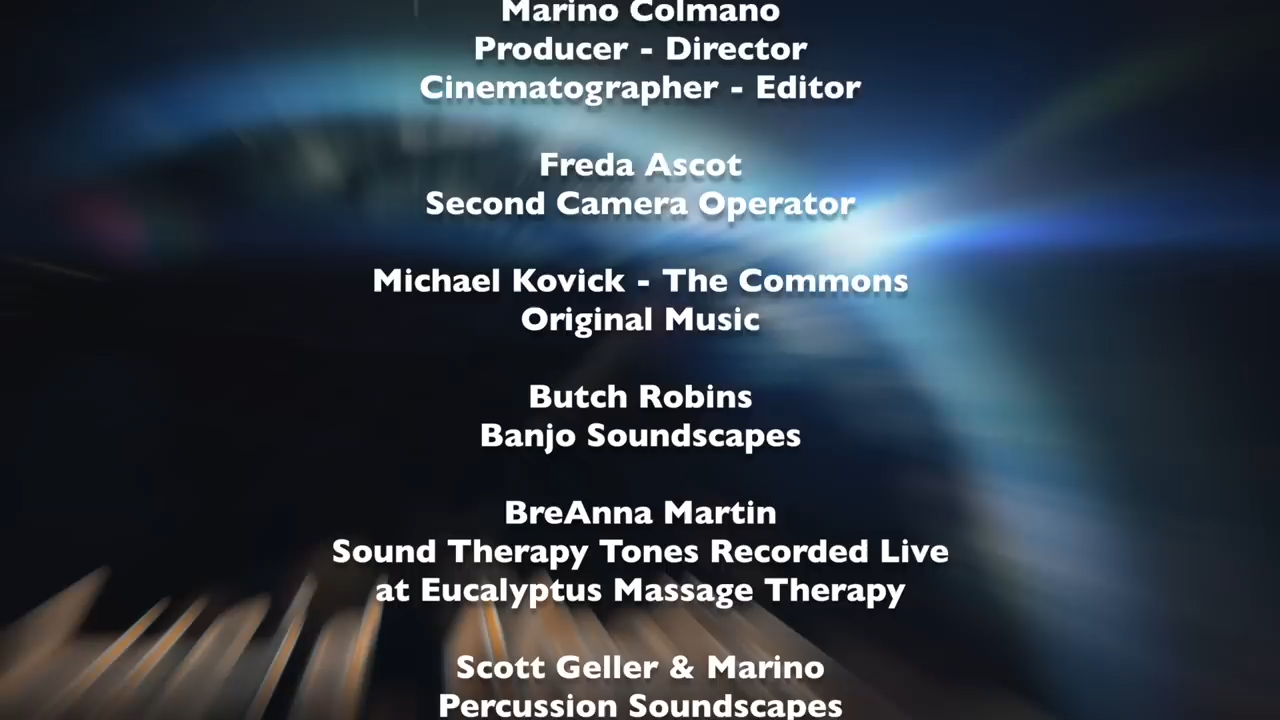 Marino Colmano
Producer - Director
Cinematographer - Editor
Freda Ascot
Second Camera Operator
Michael Kovick - The Commons
Original Music
Butch Robins
Banjo Soundscapes
BreAnna Martin
Sound Therapy Tones Recorded Live
at Eucalyptus Massage Therapy
Scott Geller & Marino
Percussion Soundscapes